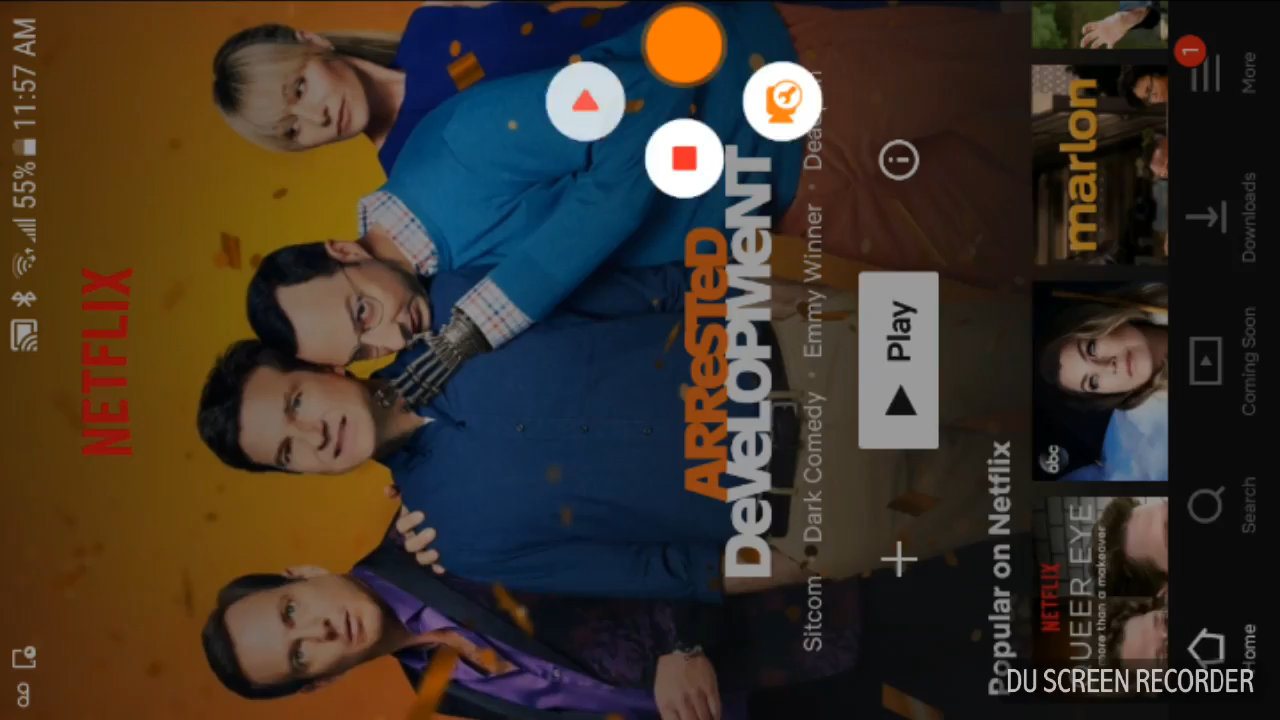 11:57 AM
55%
NETFLIX
ARRESTED
DEVELOPMENT
Sitcom • Dark Comedy • Emmy Winner •
Play
Popular on Netflix
NETFLIX
QUEER EYE
more than a makeover
abc
marlon
Home
Search
Coming Soon
Downloads
More
1
DU SCREEN RECORDER